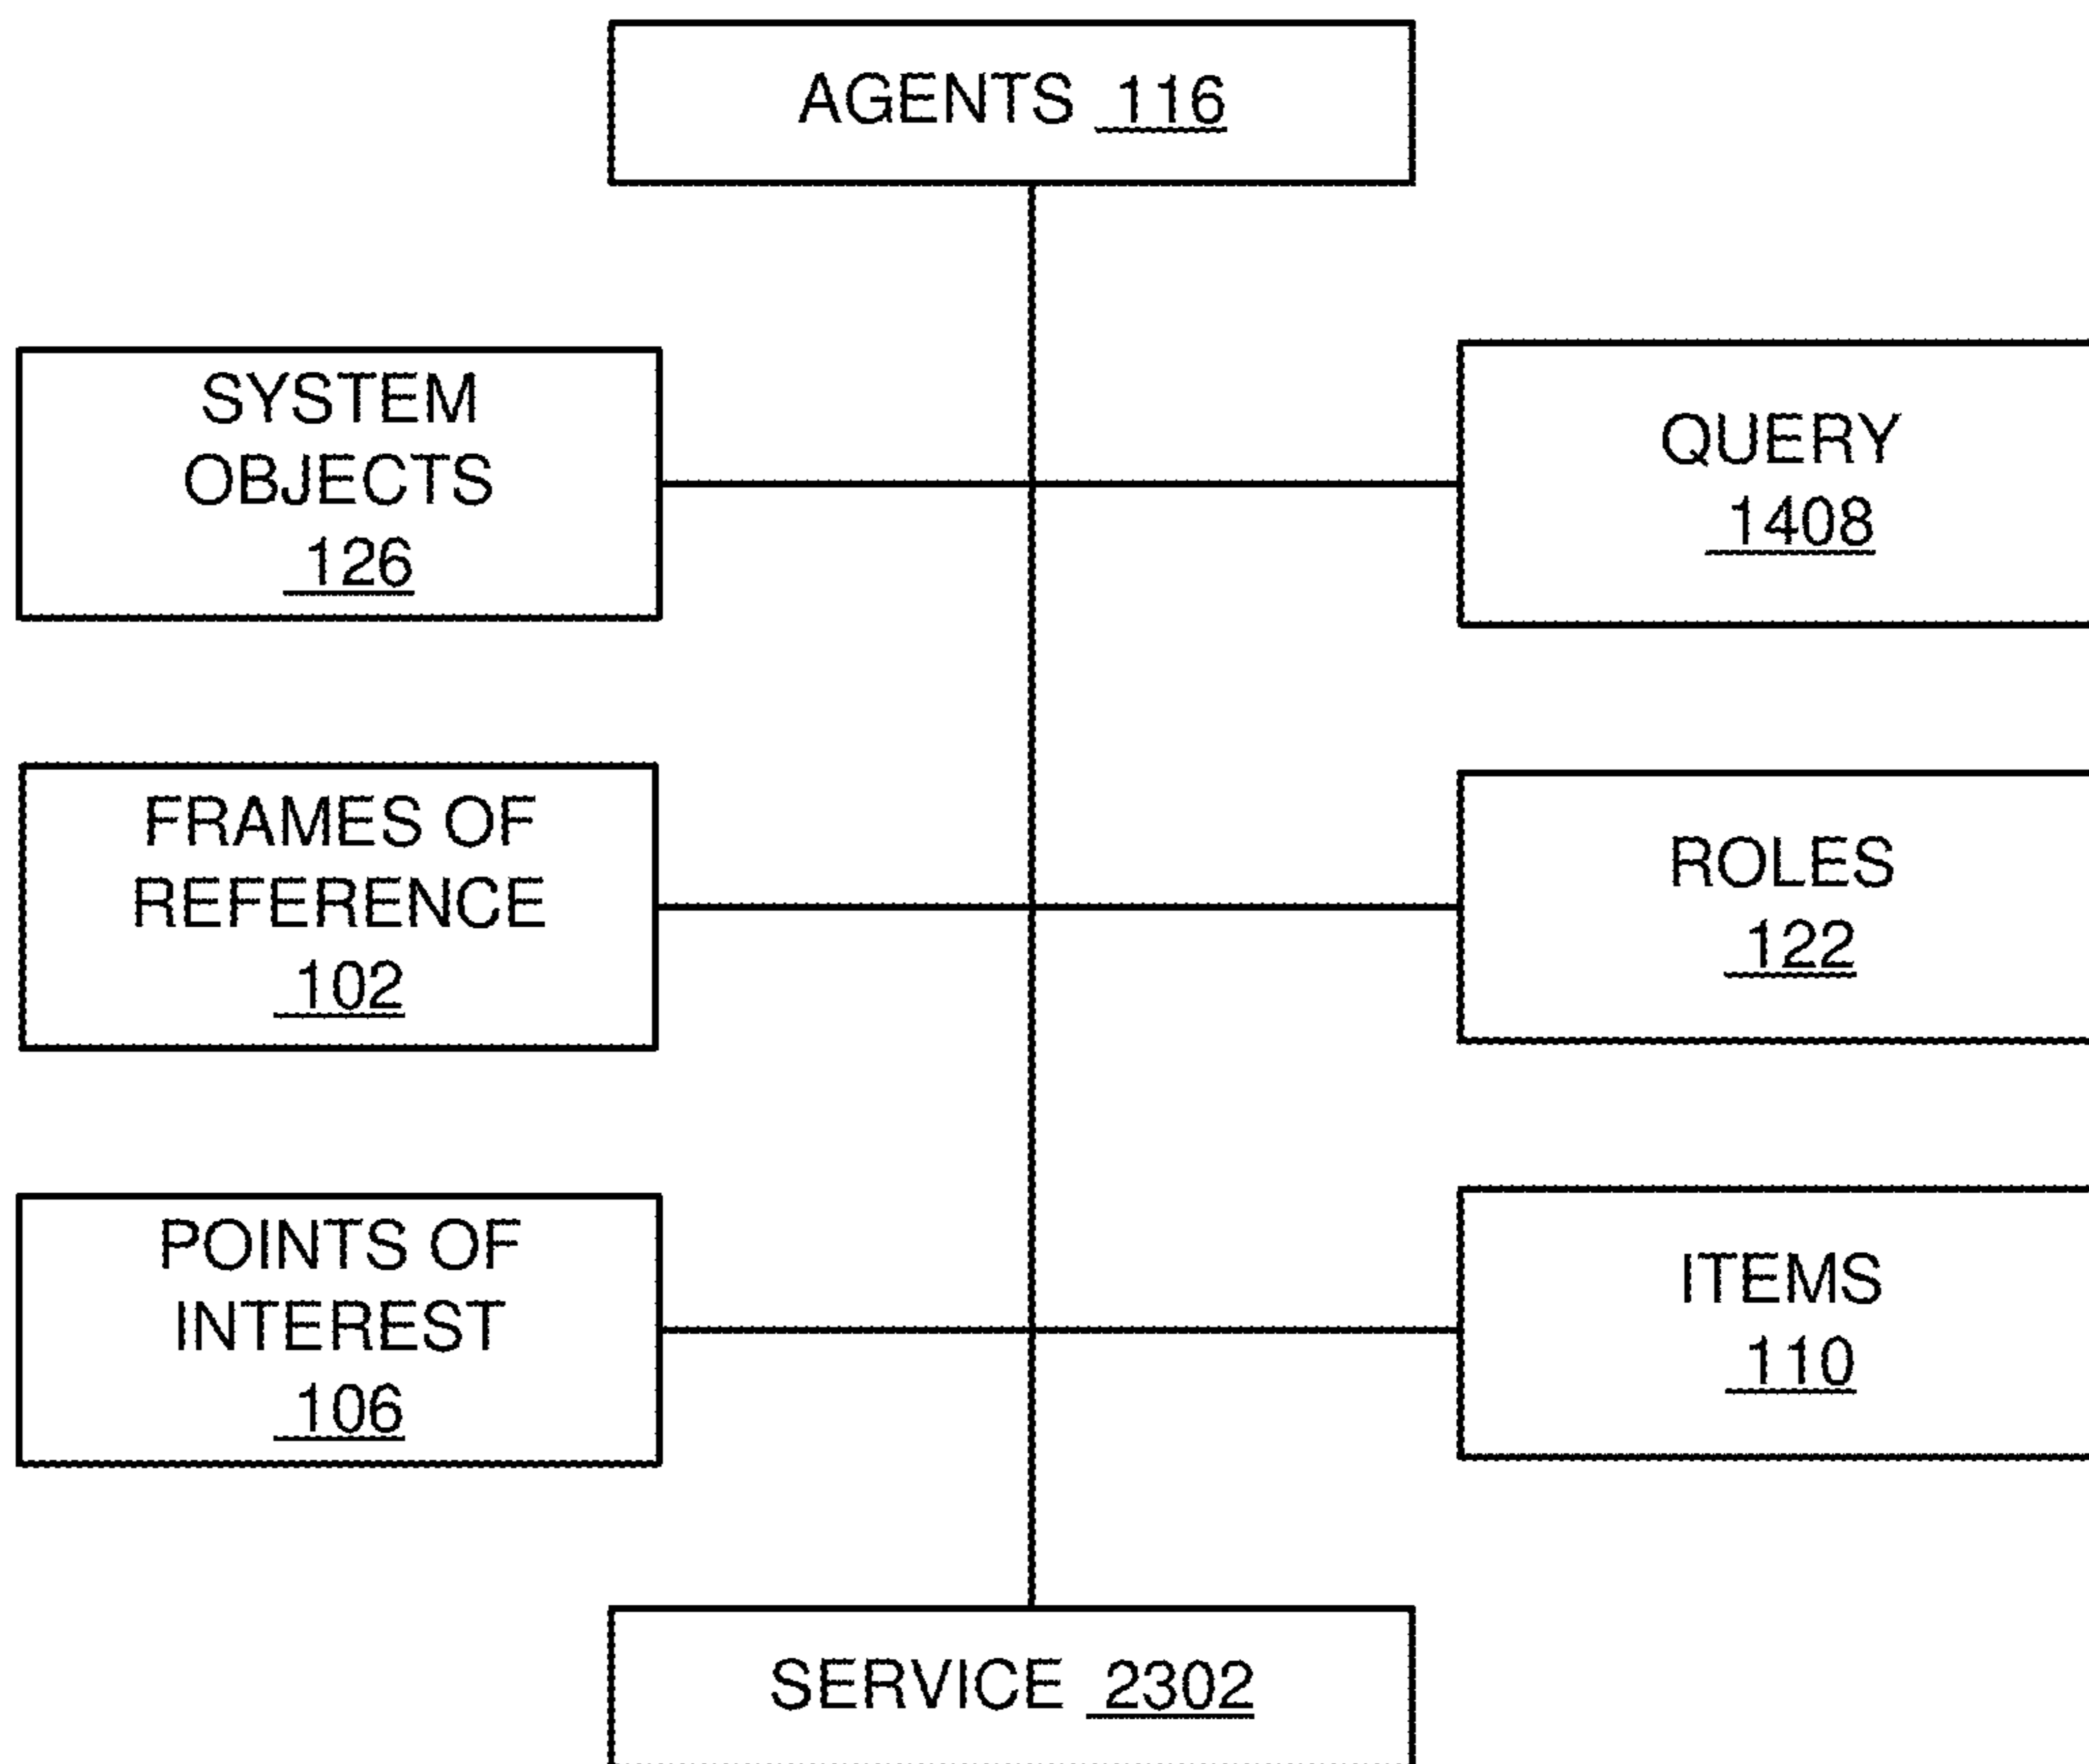 AGENTS 116
SYSTEM
OBJECTS
126
QUERY
1408
FRAMES OF
REFERENCE
102
ROLES
122
POINTS OF
INTEREST
106
ITEMS
110
SERVICE 2302